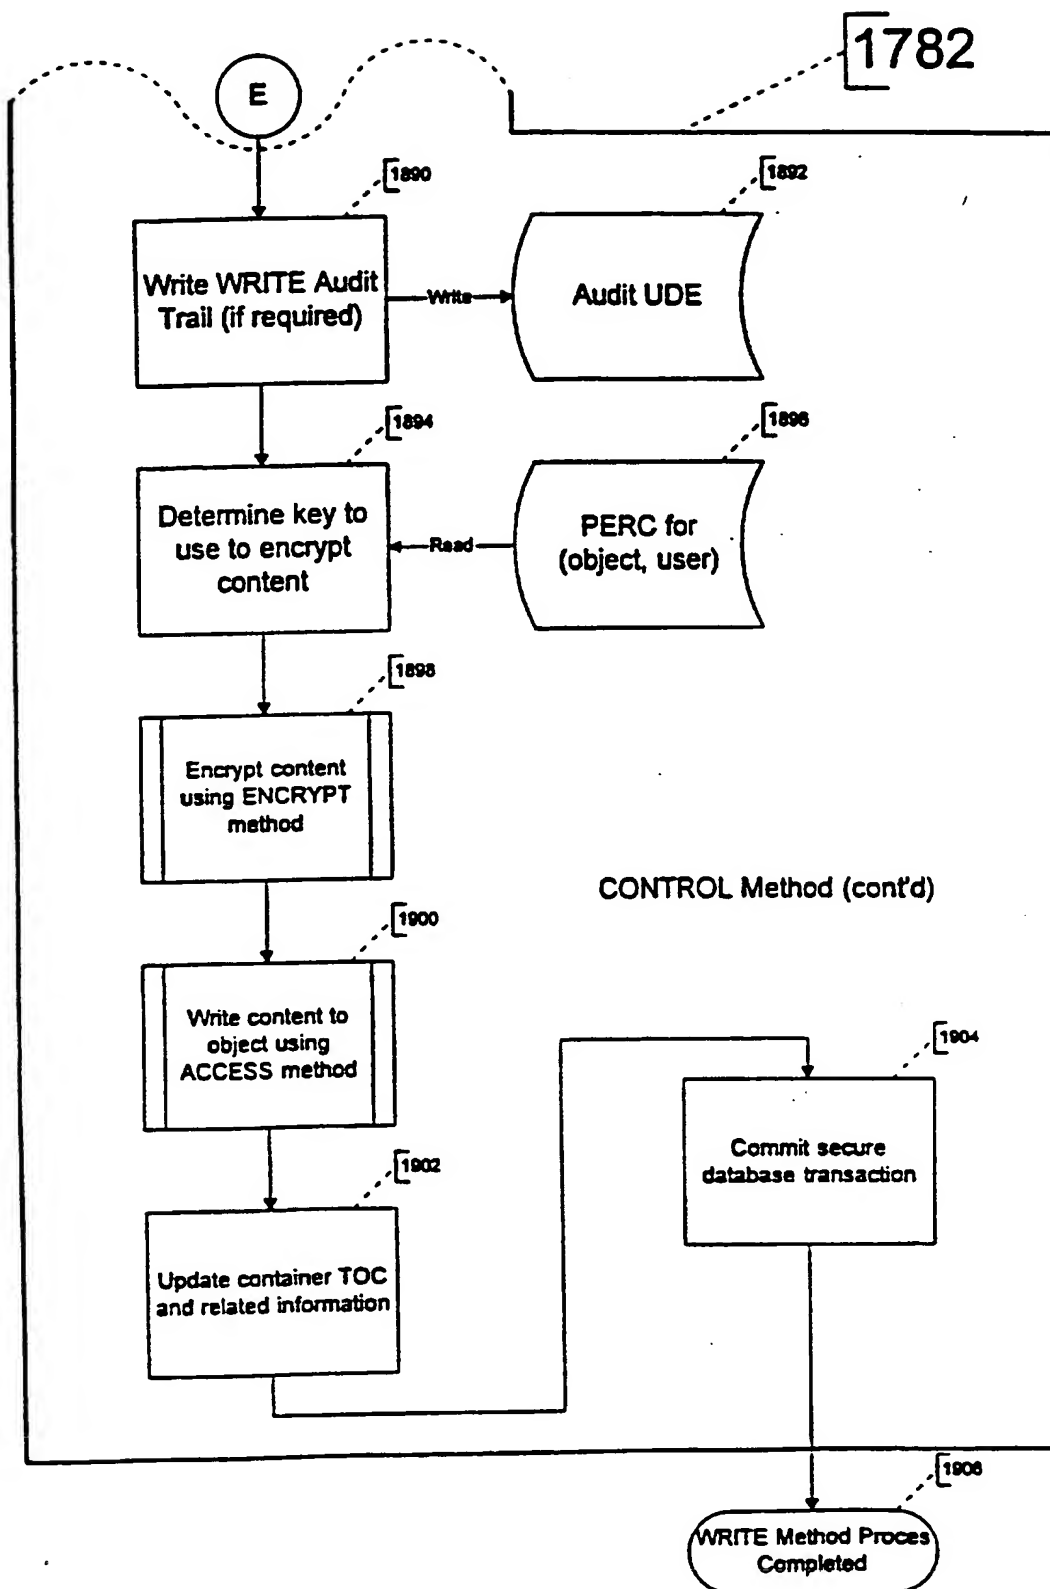 1782
E
1890
1892
Write WRITE Audit
Trail (if required)
Write
Audit UDE
1894
1896
Determine key to
use to encrypt
content
Read
PERC for
(object, user)
1898
Encrypt content
using ENCRYPT
method
CONTROL Method (cont'd)
1900
Write content to
object using
ACCESS method
1904
Commit secure
database transaction
1902
Update container TOC
and related information
1906
WRITE Method Proces
Completed